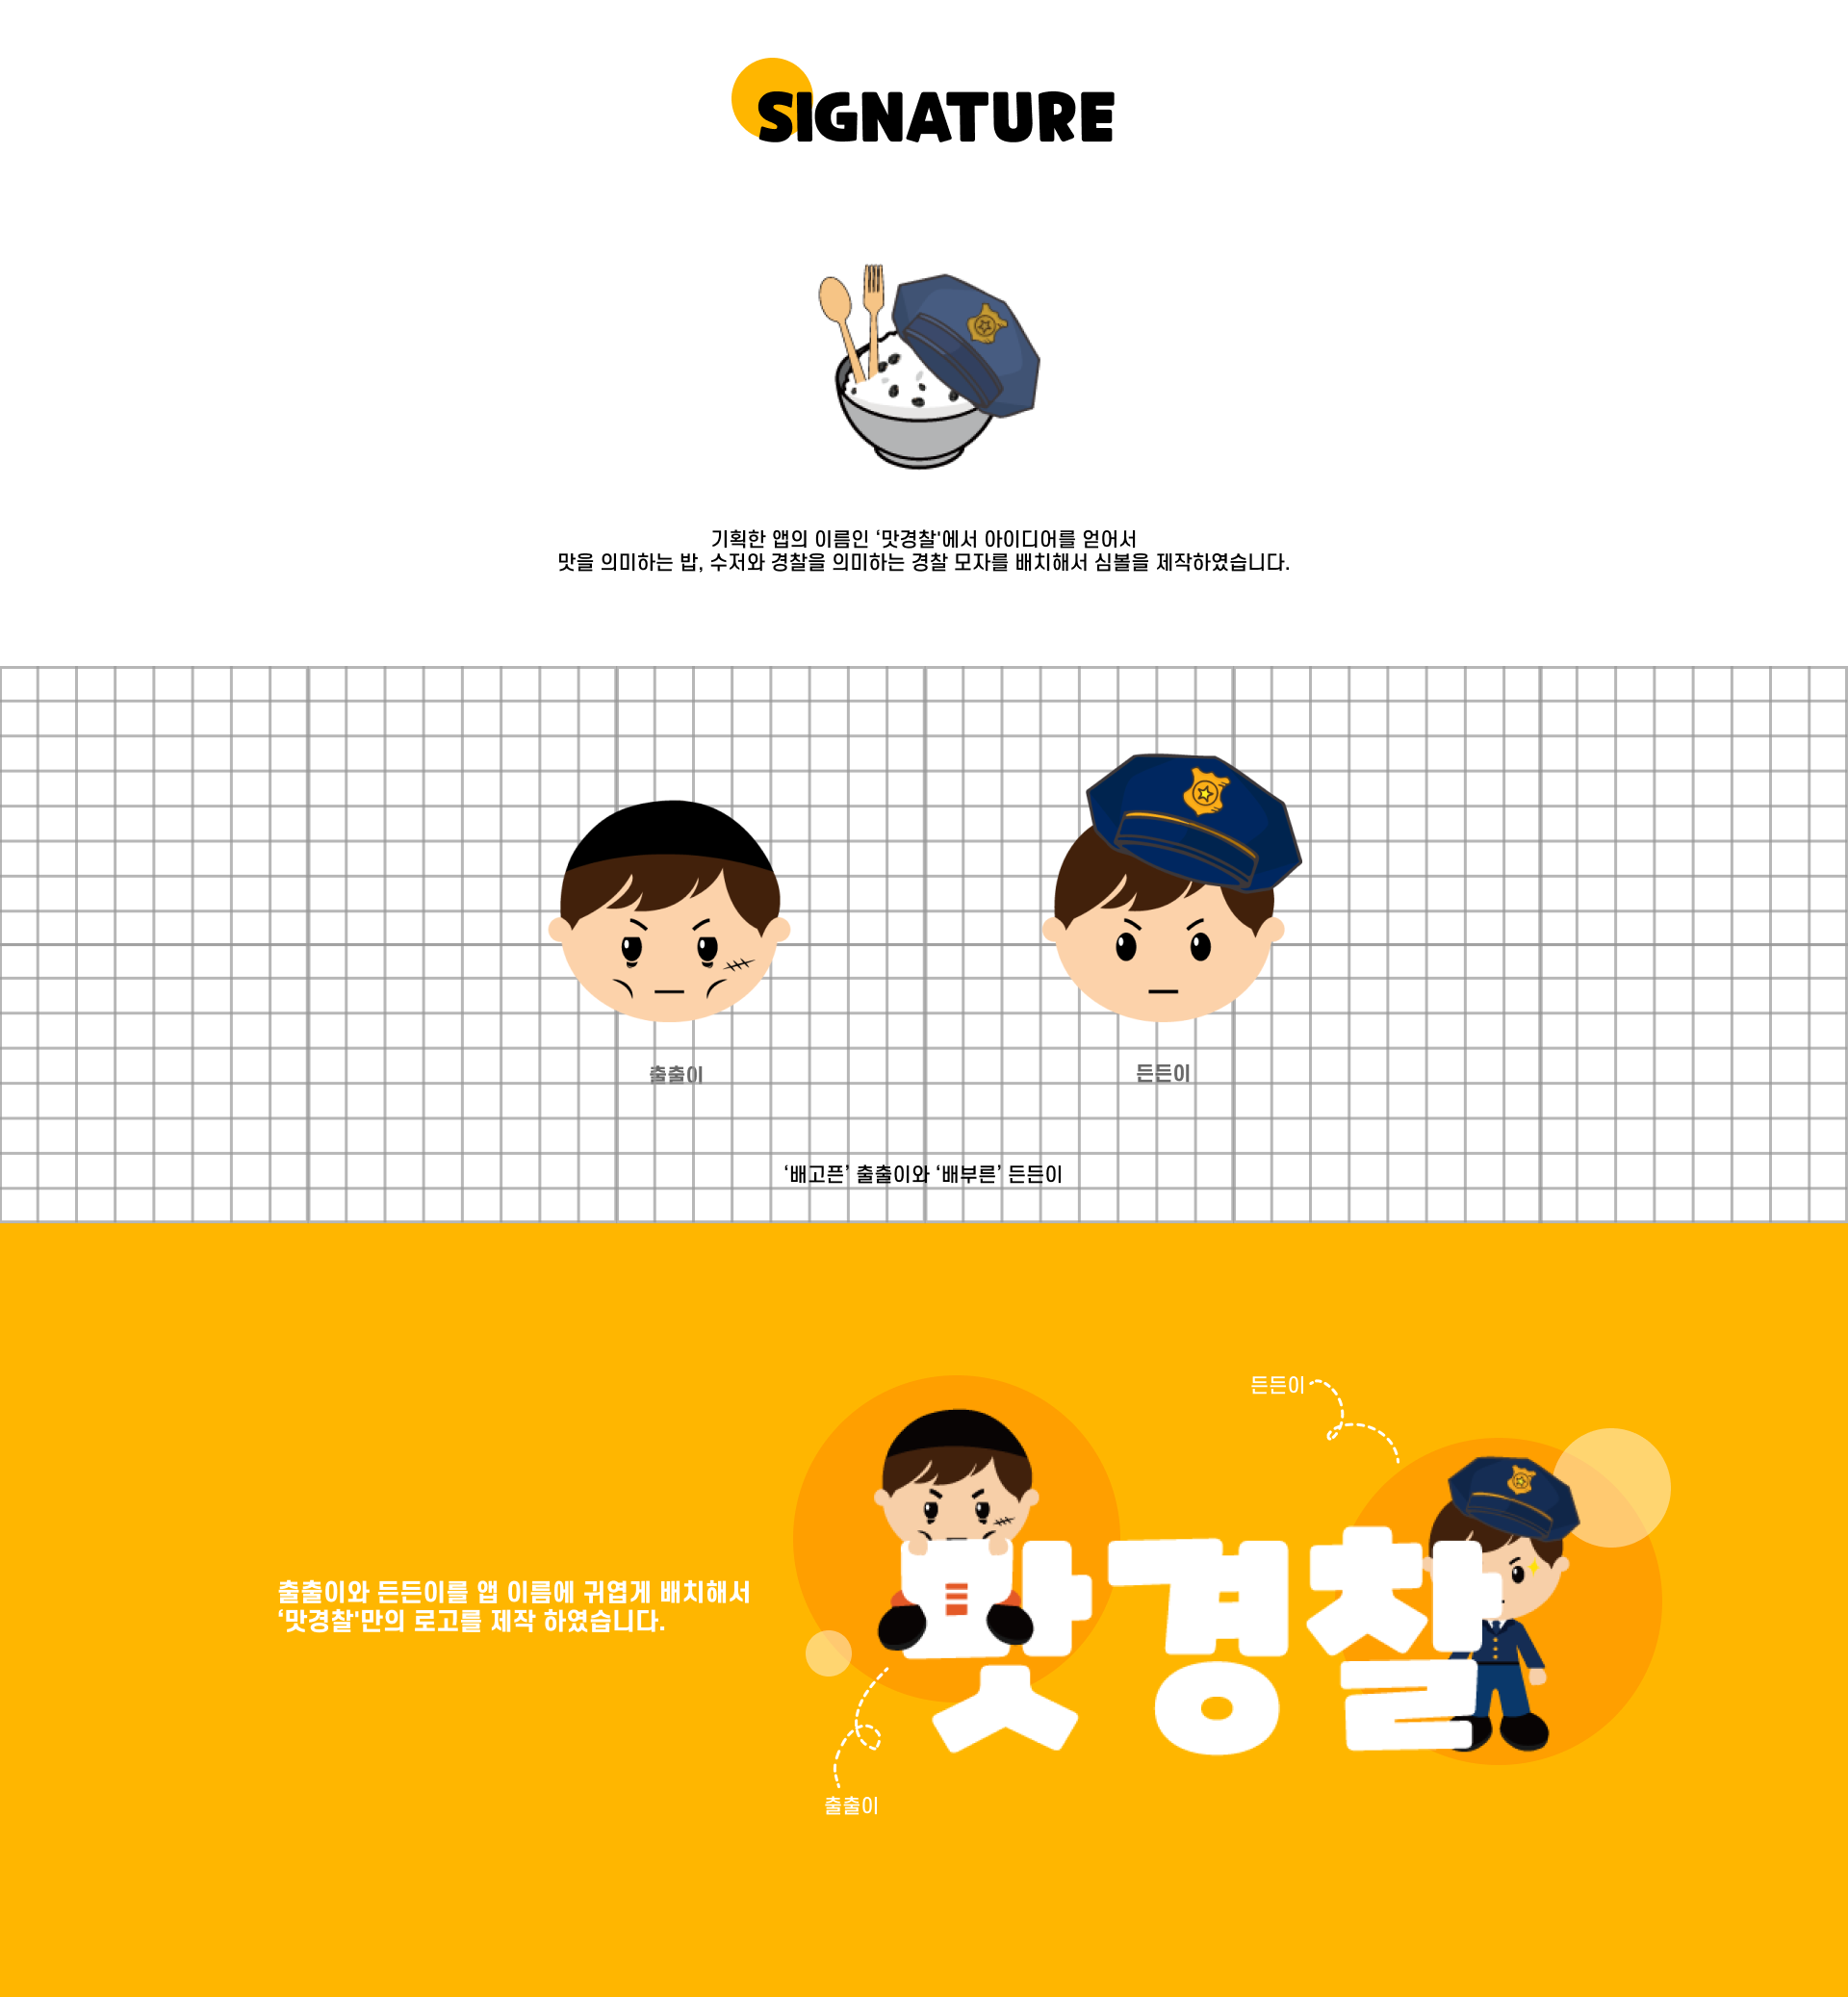 SIGNATURE
기획한 앱의 이름인 ‘맛경찰'에서 아이디어를 얻어서
맛을 의미하는 밥, 수저와 경찰을 의미하는 경찰 모자를 배치해서 심볼을 제작하였습니다.
출출이
든든이
‘배고픈’ 출출이와 ‘배부른’ 든든이
든든이
출출이와 든든이를 앱 이름에 귀엽게 배치해서
‘맛경찰'만의 로고를 제작 하였습니다.
맛경찰
출출이